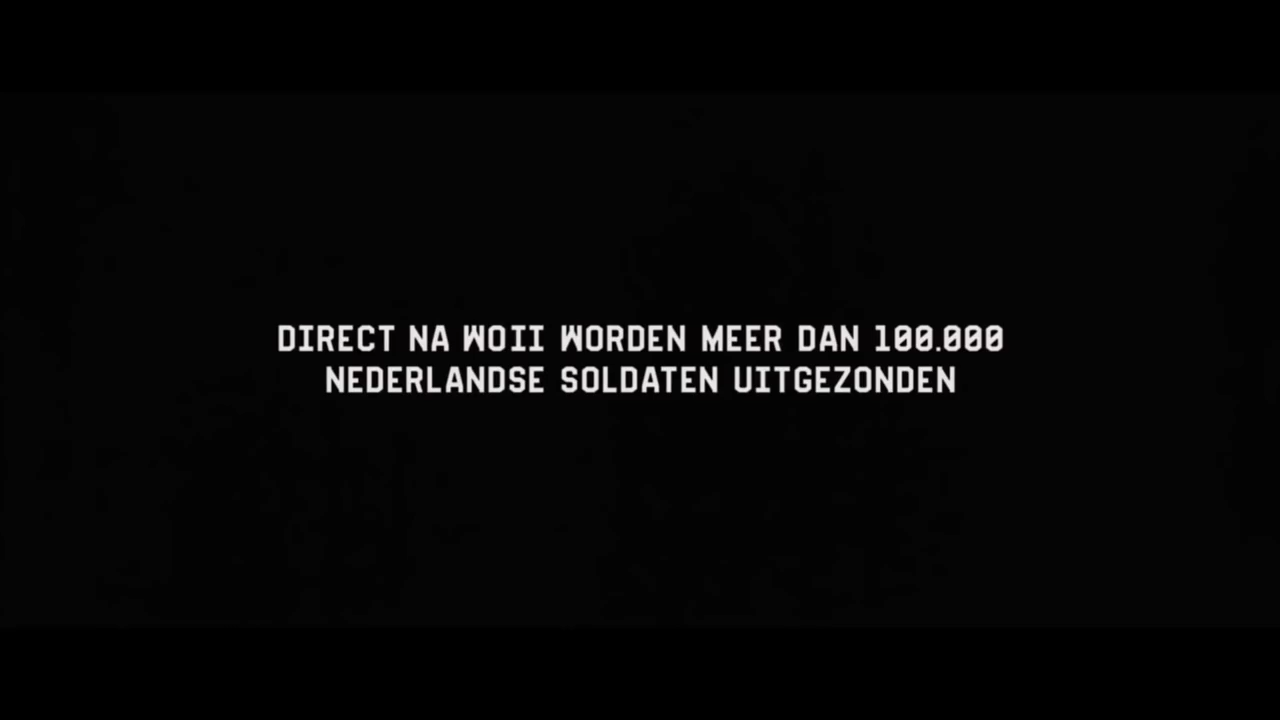 DIRECT NA WOII WORDEN MEER DAN 100.000
NEDERLANDSE SOLDATEN UITGEZONDEN